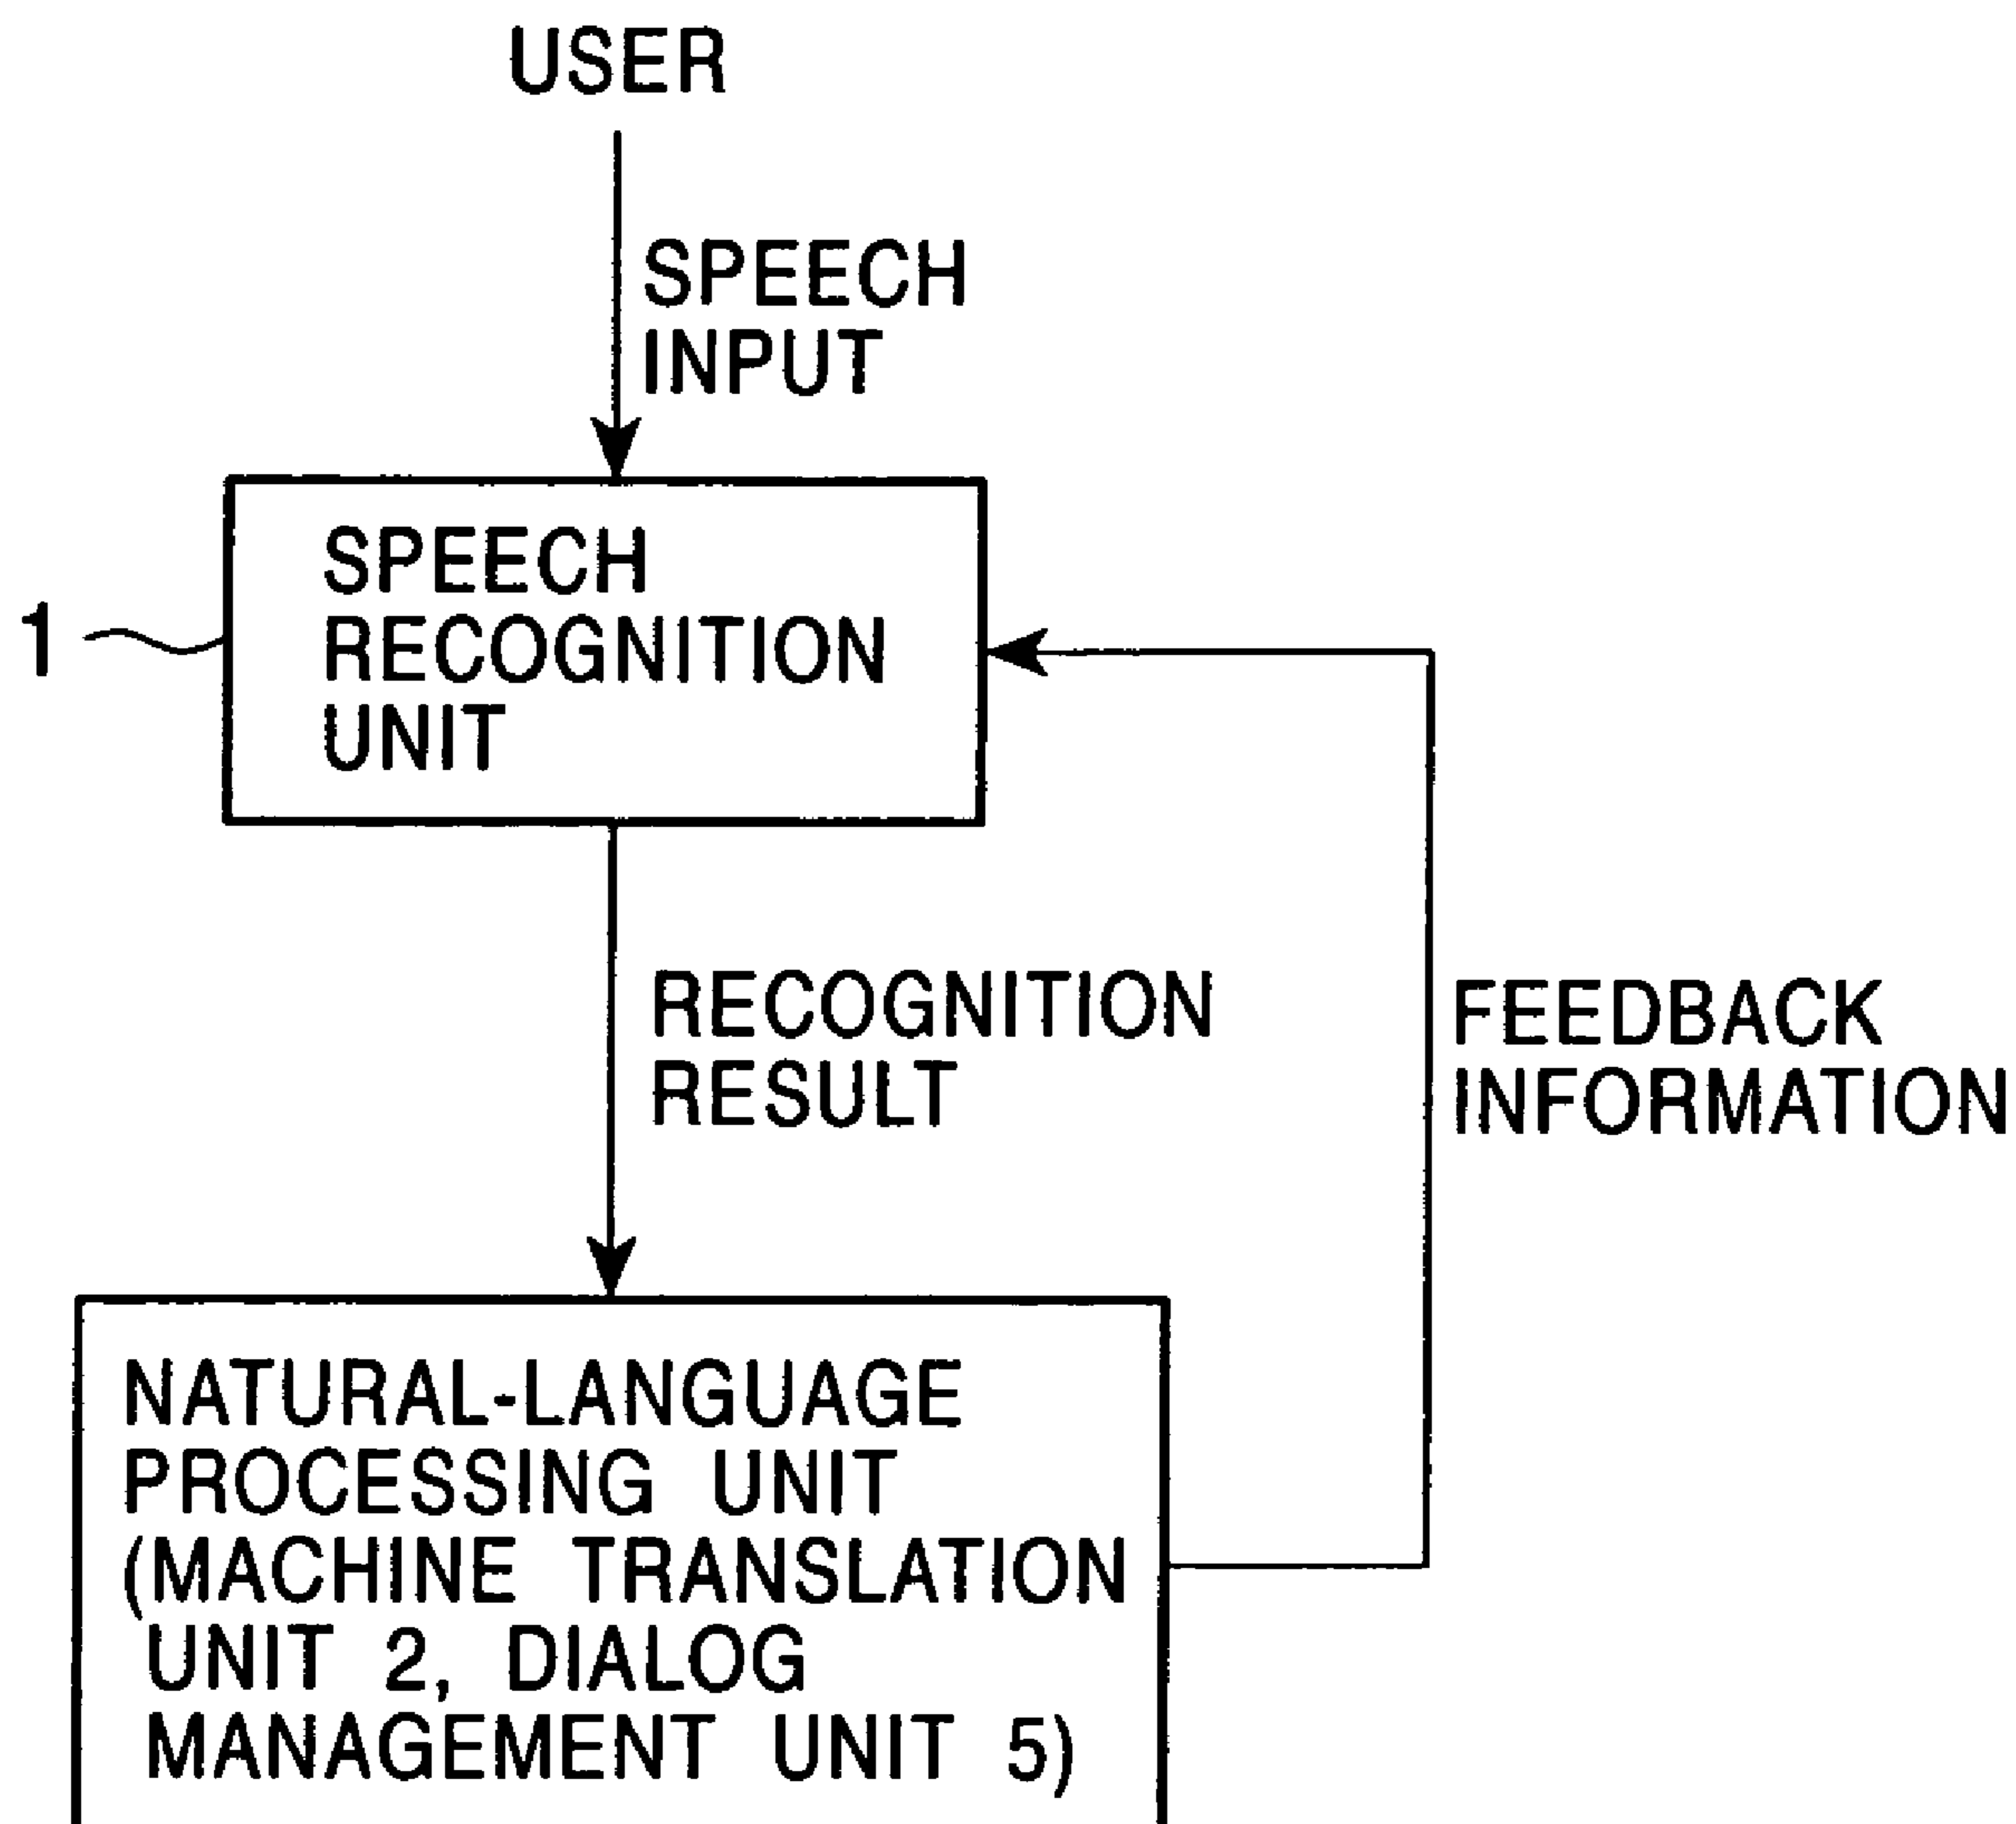 USER
SPEECH
INPUT
SPEECH
RECOGNITION
UNIT
1
RECOGNITION
RESULT
FEEDBACK
INFORMATION
NATURAL-LANGUAGE
PROCESSING UNIT
(MACHINE TRANSLATION
UNIT 2, DIALOG
MANAGEMENT UNIT 5)